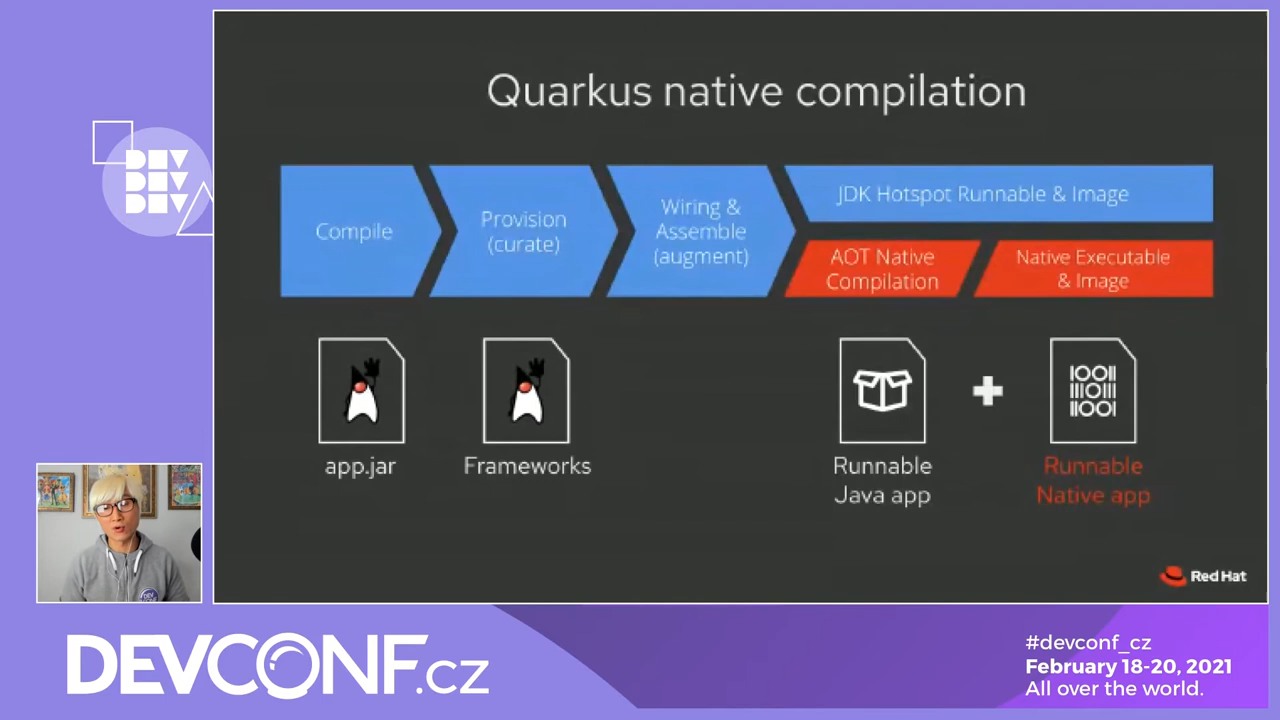 Quarkus native compilation
DEV
DEV
DEV
Compile
Provision
(curate)
Wiring &
Assemble
(augment)
JDK Hotspot Runnable & Image
AOT Native
Compilation
Native Executable
& Image
app.jar
Frameworks
Runnable
Java app
Runnable
Native app
Red Hat
DEVCONF.cz
#devconf_cz
February 18-20, 2021
All over the world.